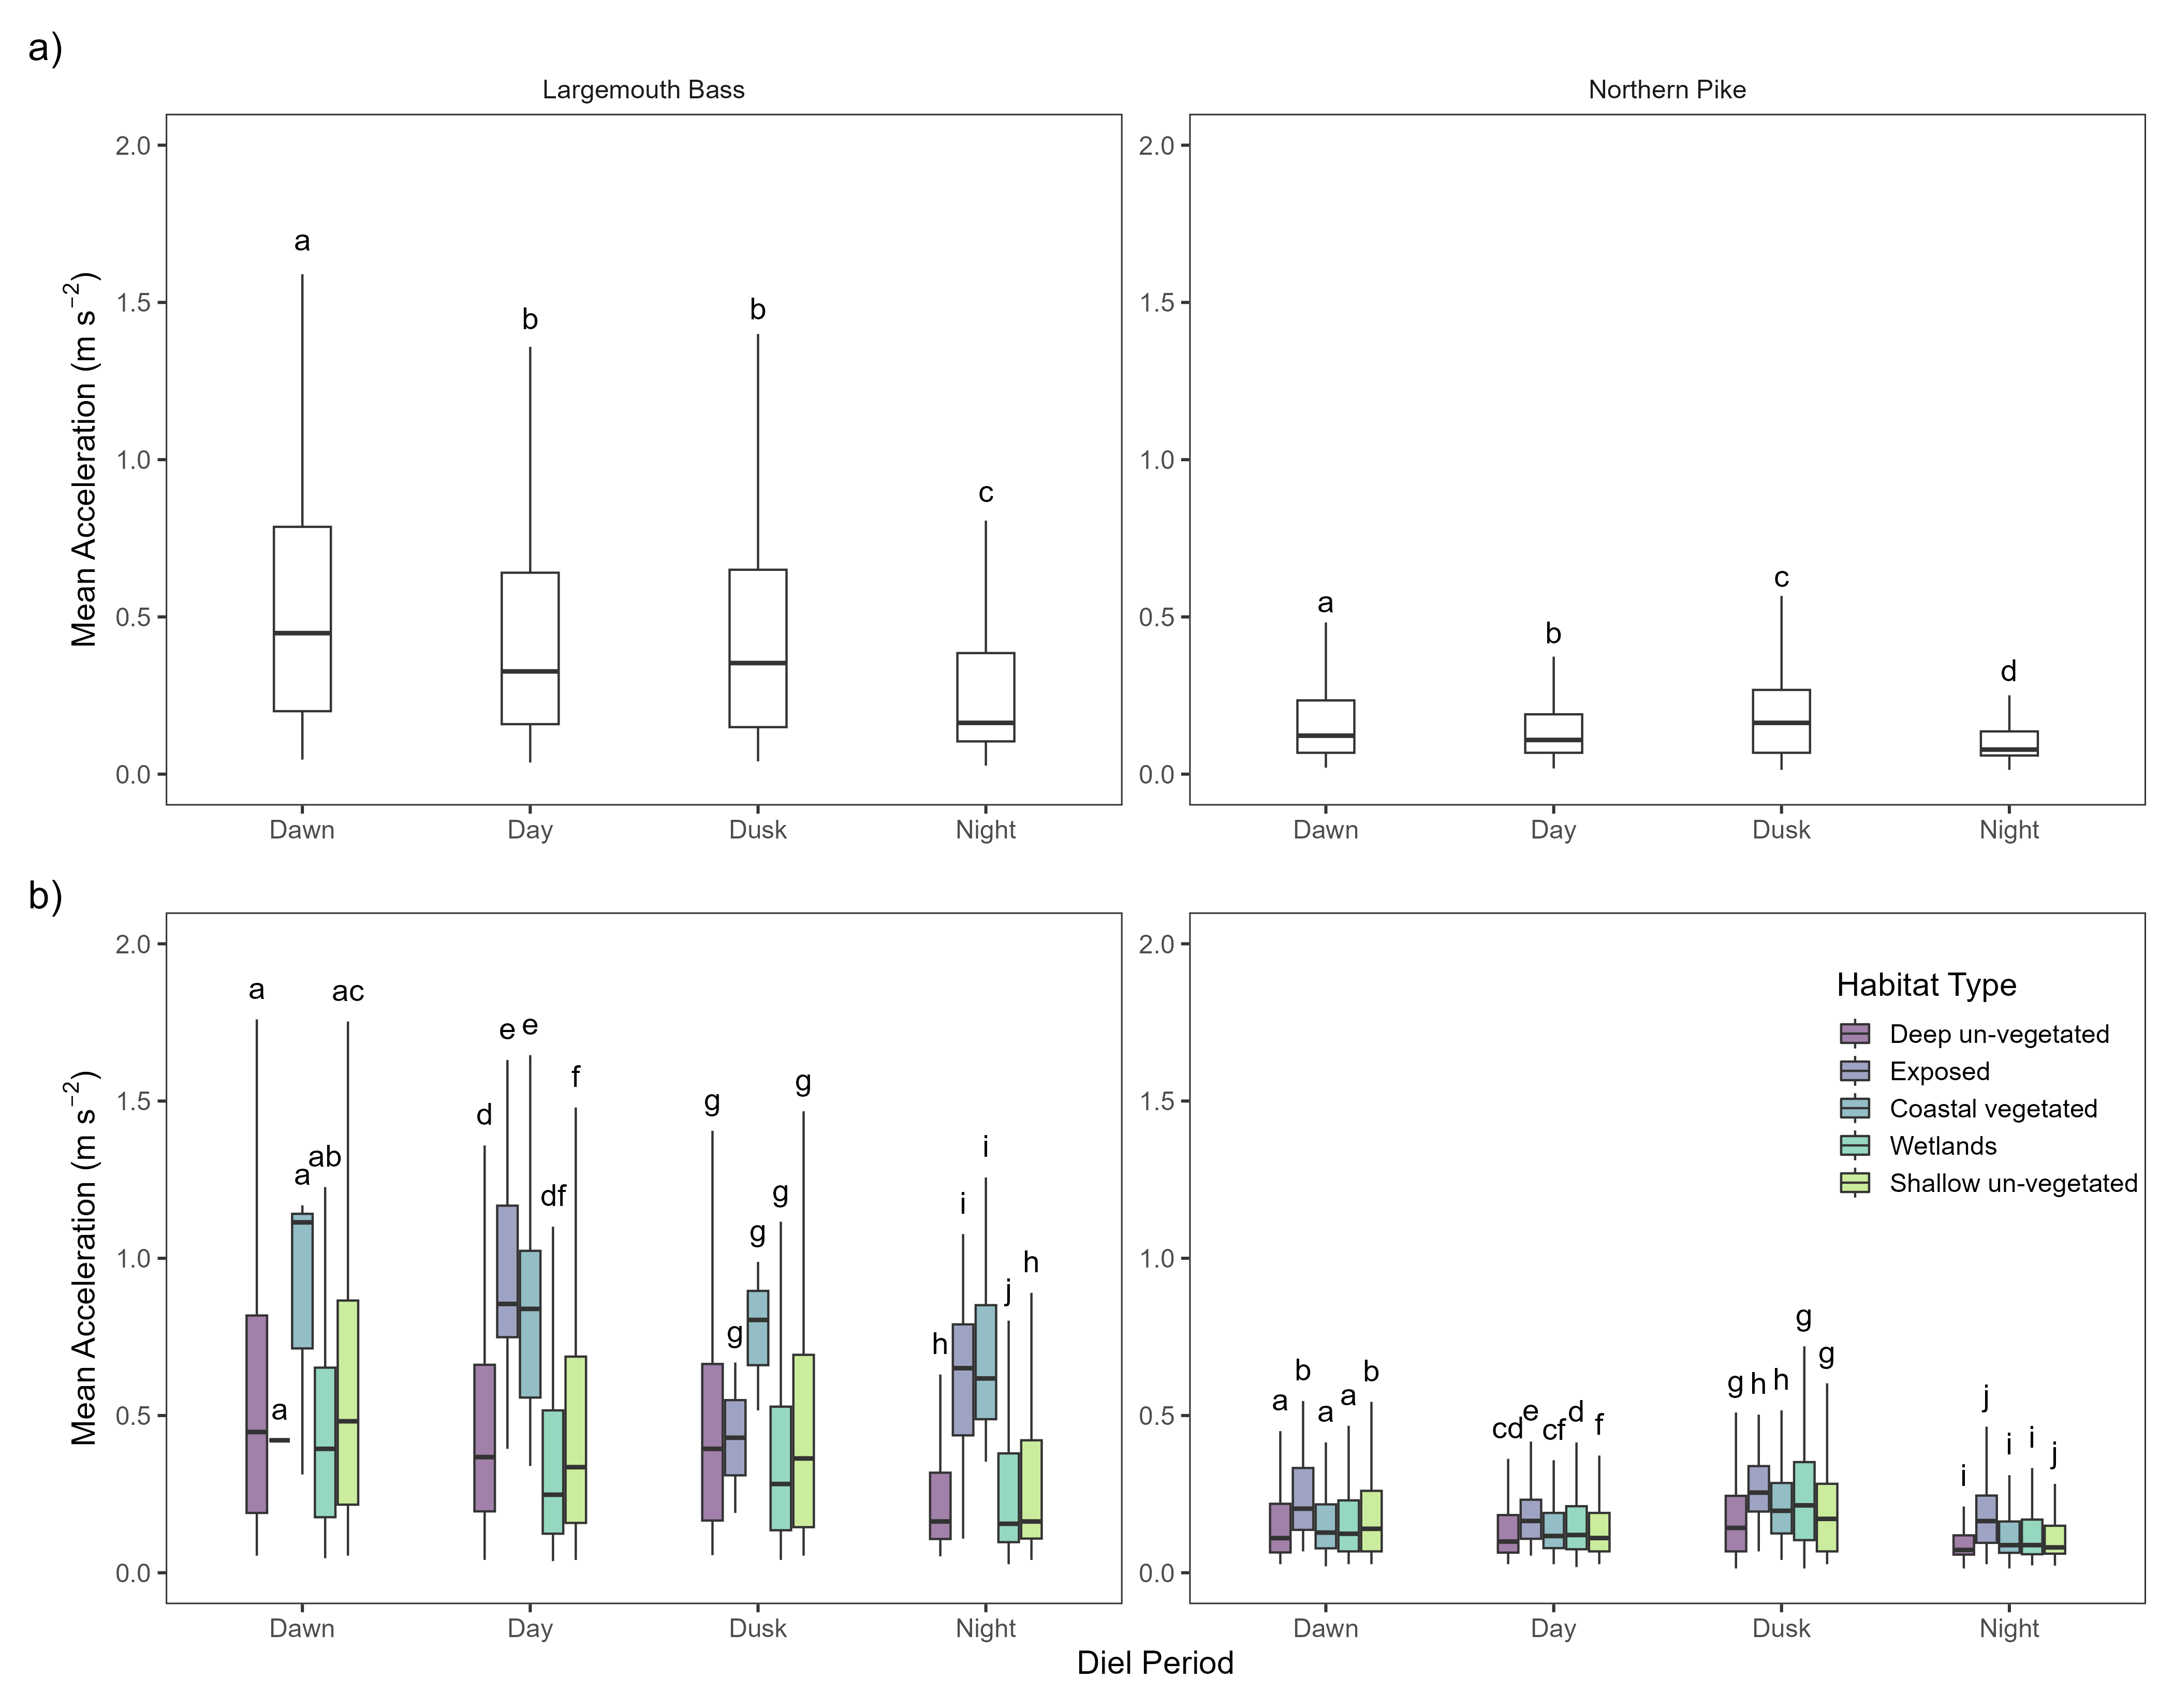 a)
Largemouth Bass
Northern Pike
Mean Acceleration (m s⁻²)
2.0
1.5
1.0
0.5
0.0
a
b
b
c
Dawn
Day
Dusk
Night
2.0
1.5
1.0
0.5
0.0
a
b
c
d
Dawn
Day
Dusk
Night
b)
Mean Acceleration (m s⁻²)
2.0
1.5
1.0
0.5
0.0
a
a
a
ab
ac
d
e
e
df
f
g
g
g
g
g
h
i
i
j
h
Dawn
Day
Dusk
Night
2.0
1.5
1.0
0.5
0.0
a
b
a
a
b
cd
e
cf
d
f
g
h
h
g
g
i
j
i
i
j
Habitat Type
Deep un-vegetated
Exposed
Coastal vegetated
Wetlands
Shallow un-vegetated
Dawn
Day
Dusk
Night
Diel Period